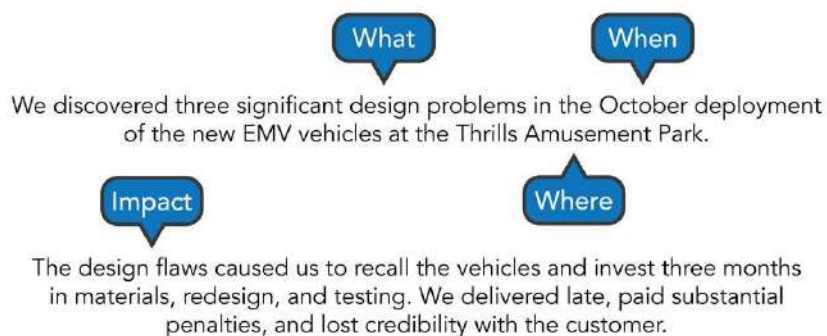 What
When
We discovered three significant design problems in the October deployment
of the new EMV vehicles at the Thrills Amusement Park.
Impact
Where
The design flaws caused us to recall the vehicles and invest three months
in materials, redesign, and testing. We delivered late, paid substantial
penalties, and lost credibility with the customer.